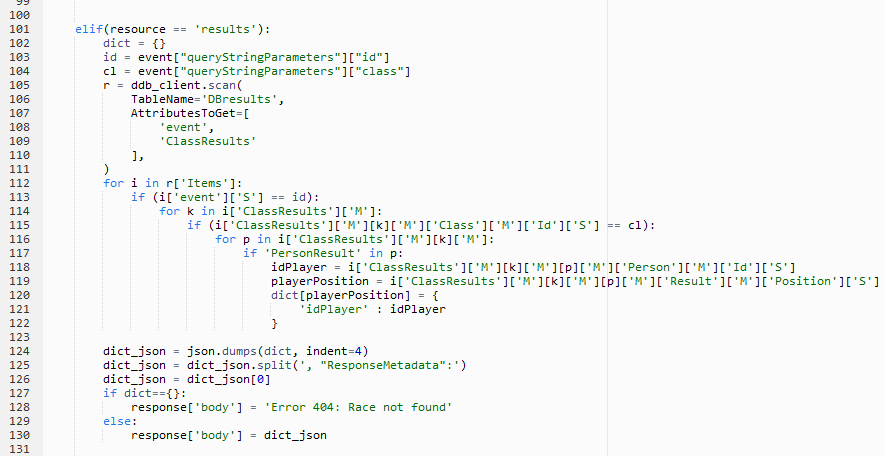 99
100
101 elif(resource == 'results'):
102 dict = {}
103 id = event["queryStringParameters"]["id"]
104 cl = event["queryStringParameters"]["class"]
105 r = ddb_client.scan(
106 TableName='DBresults',
107 AttributesToGet=[
108 'event',
109 'ClassResults'
110 ],
111 )
112 for i in r['Items']:
113 if (i['event']['S'] == id):
114 for k in i['ClassResults']['M']:
115 if (i['ClassResults']['M'][k]['M']['Class']['M']['Id']['S'] == cl):
116 for p in i['ClassResults']['M'][k]['M']:
117 if 'PersonResult' in p:
118 idPlayer = i['ClassResults']['M'][k]['M'][p]['M']['Person']['M']['Id']['S']
119 playerPosition = i['ClassResults']['M'][k]['M'][p]['M']['Result']['M']['Position']['S']
120 dict[playerPosition] = {
121 'idPlayer' : idPlayer
122 }
123
124 dict_json = json.dumps(dict, indent=4)
125 dict_json = dict_json.split(', "ResponseMetadata":')
126 dict_json = dict_json[0]
127 if dict=={}:
128 response['body'] = 'Error 404: Race not found'
129 else:
130 response['body'] = dict_json
131